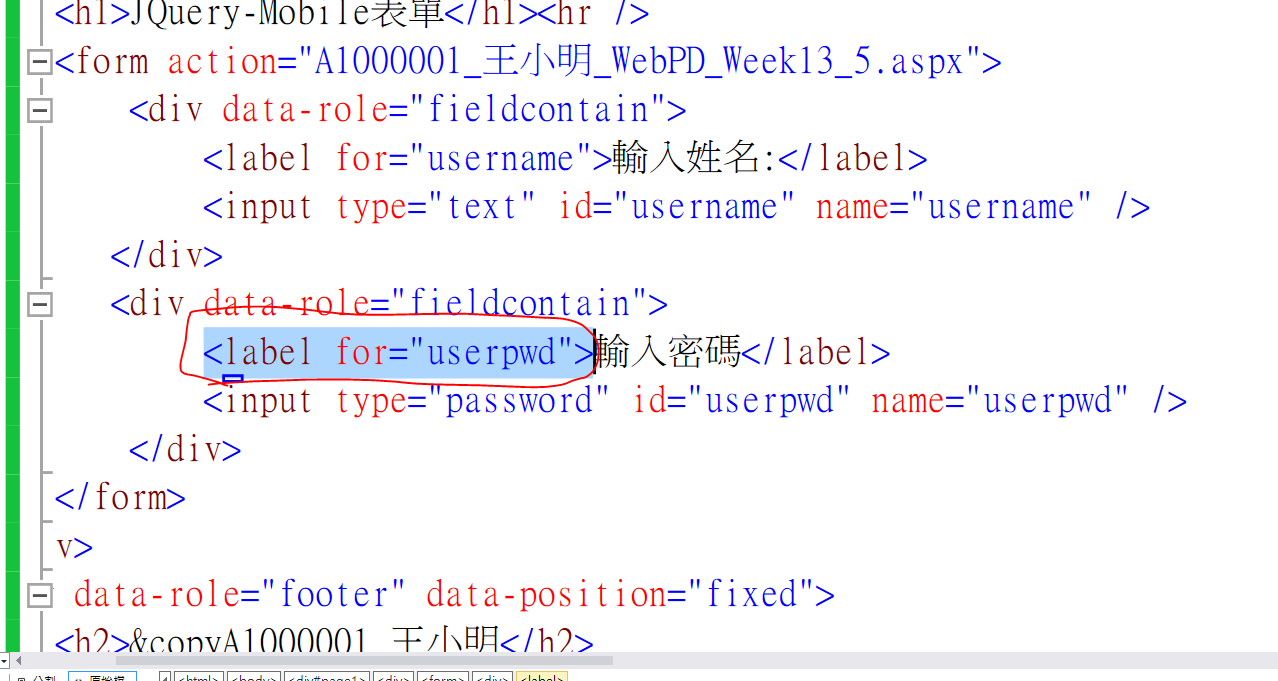 <h1>JQuery-Mobile表單</h1><hr />
<form action="A1000001_王小明_WebPD_Week13_5.aspx">
<div data-role="fieldcontain">
<label for="username">輸入姓名:</label>
<input type="text" id="username" name="username" />
</div>
<div data-role="fieldcontain">
<label for="userpwd">輸入密碼</label>
<input type="password" id="userpwd" name="userpwd" />
</div>
</form>
v>
data-role="footer" data-position="fixed">
<h2>&copyA1000001_王小明</h2>
分割 原始檔 <html> <body> <div#page1> <div> <form> <div> <label>